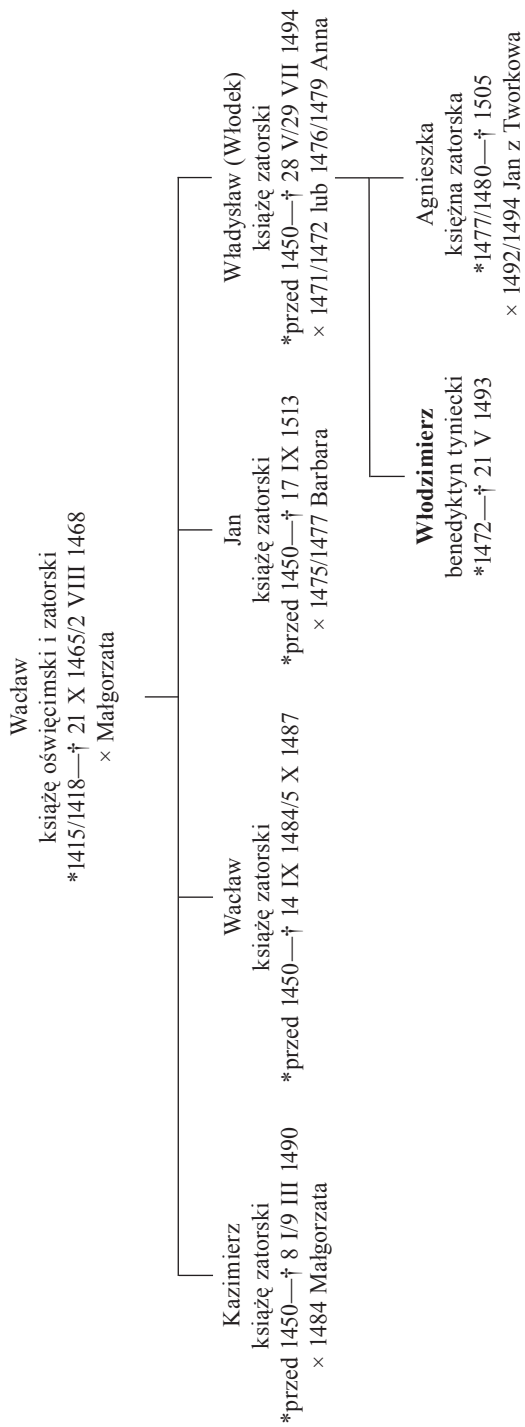 Wacław
książę oświęcimski i zatorski
*1415/1418—† 21 X 1465/2 VIII 1468
× Małgorzata
Kazimierz
książę zatorski
*przed 1450—† 8 I/9 III 1490
× 1484 Małgorzata
Wacław
książę zatorski
*przed 1450—† 14 IX 1484/5 X 1487
Jan
książę zatorski
*przed 1450—† 17 IX 1513
× 1475/1477 Barbara
Władysław (Włodek)
książę zatorski
*przed 1450—† 28 V/29 VII 1494
× 1471/1472 lub 1476/1479 Anna
Włodzimierz
benedyktyn tyniecki
*1472—† 21 V 1493
Agnieszka
księżna zatorska
*1477/1480—† 1505
× 1492/1494 Jan z Tworkowa